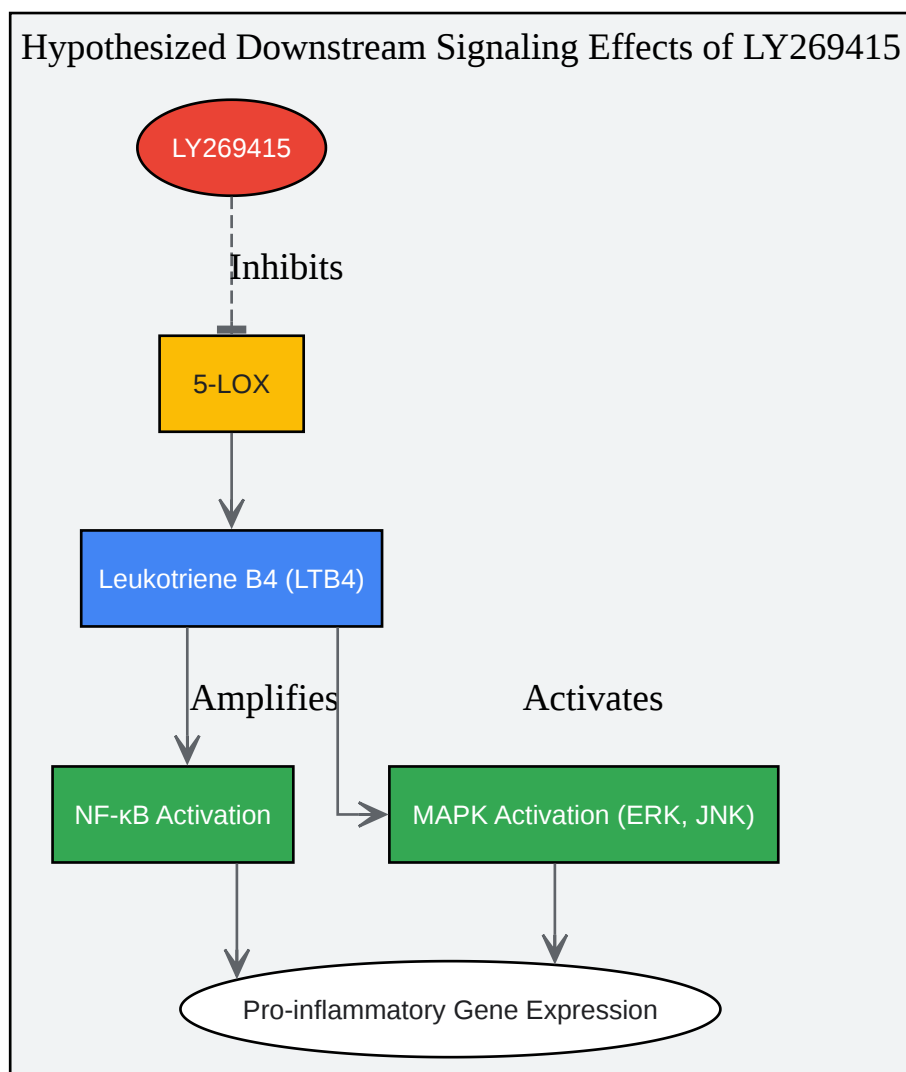 Hypothesized Downstream Signaling Effects of LY269415
LY269415
Inhibits
5-LOX
Leukotriene B4 (LTB4)
Amplifies
Activates
NF-κB Activation
MAPK Activation (ERK, JNK)
Pro-inflammatory Gene Expression